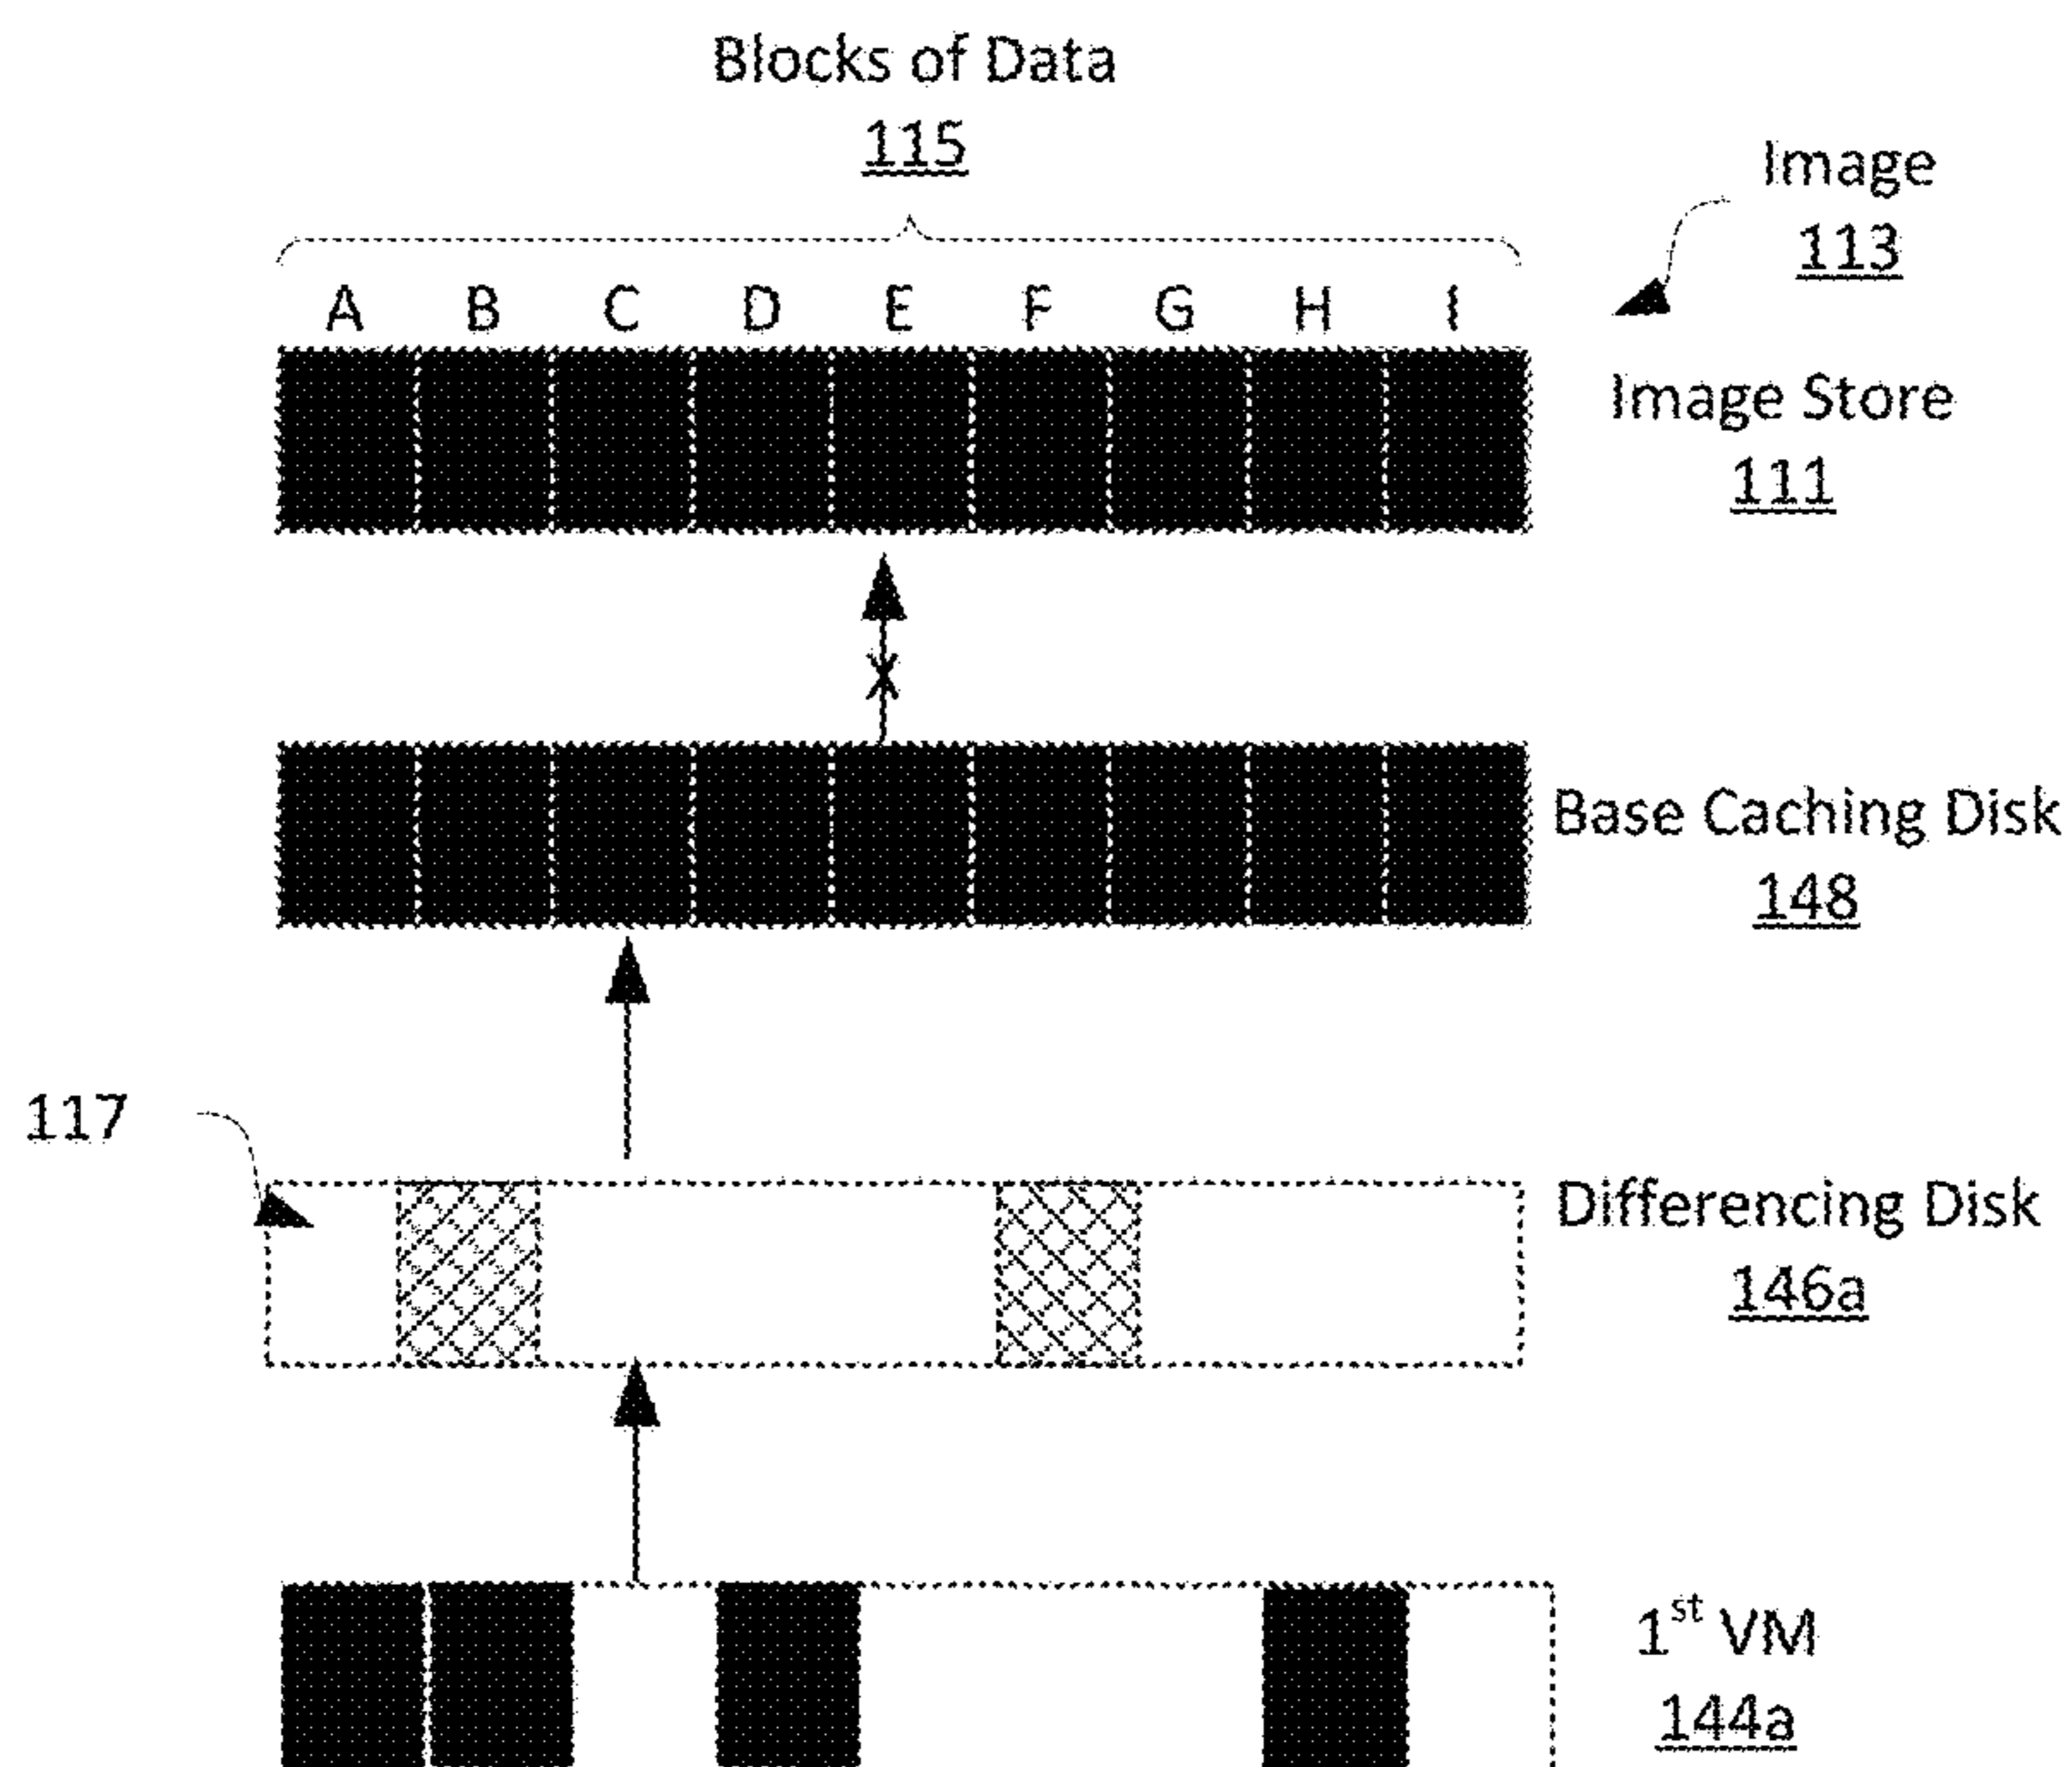 Blocks of Data
115
Image
113
A B C D E F G H I
Image Store
111
Base Caching Disk
148
117
Differencing Disk
146a
1st VM
144a